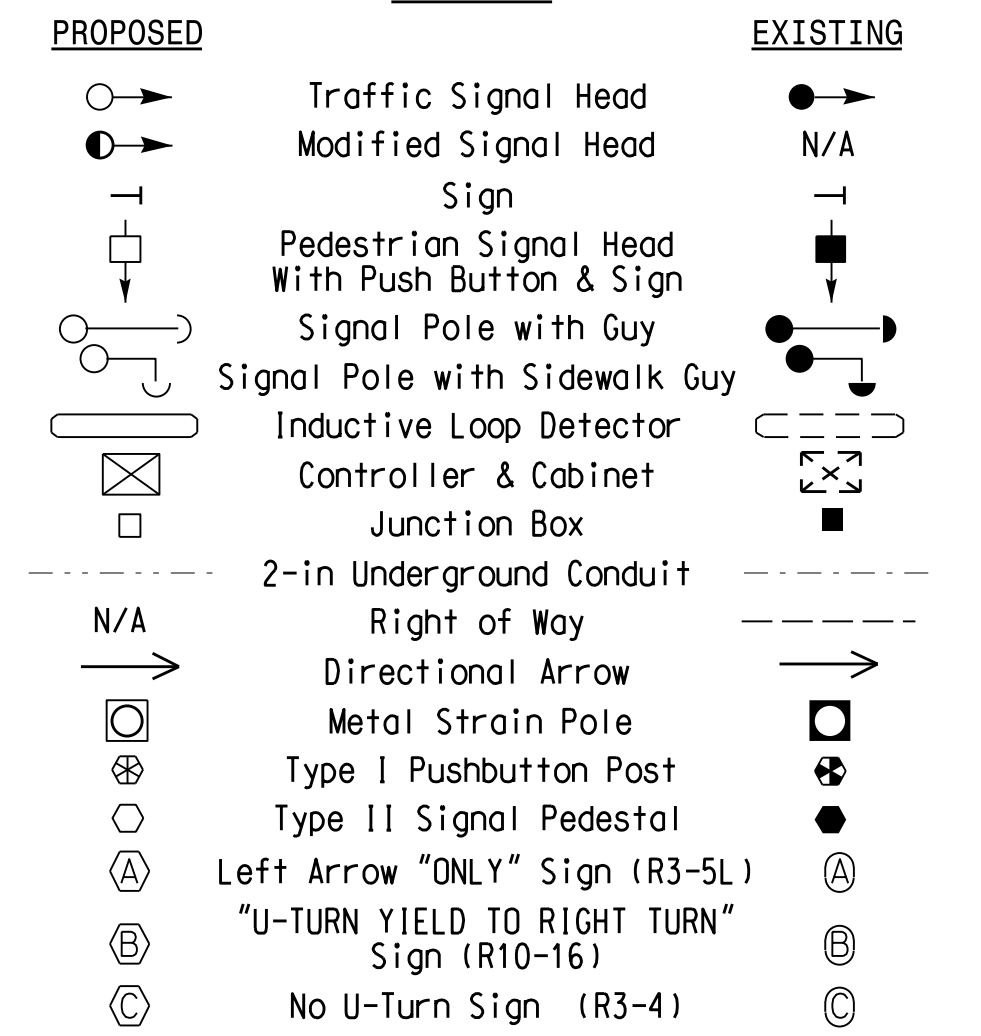 PROPOSED EXISTING
Traffic Signal Head
Modified Signal Head N/A
Sign
Pedestrian Signal Head
With Push Button & Sign
Signal Pole with Guy
Signal Pole with Sidewalk Guy
Inductive Loop Detector
Controller & Cabinet
Junction Box
2-in Underground Conduit
N/A Right of Way
Directional Arrow
Metal Strain Pole
Type I Pushbutton Post
Type II Signal Pedestal
A Left Arrow "ONLY" Sign (R3-5L) A
"U-TURN YIELD TO RIGHT TURN"
B Sign (R10-16) B
C No U-Turn Sign (R3-4) C